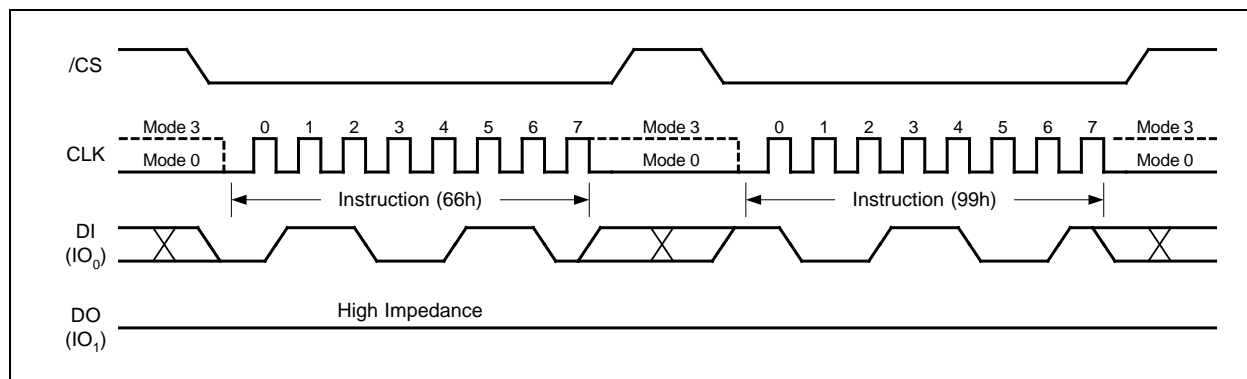 /CS
Mode 3 0 1 2 3 4 5 6 7 Mode 3 0 1 2 3 4 5 6 7 Mode 3
CLK
Mode 0 Mode 0 Mode 0
Instruction (66h) Instruction (99h)
DI
(IO0)
High Impedance
DO
(IO1)